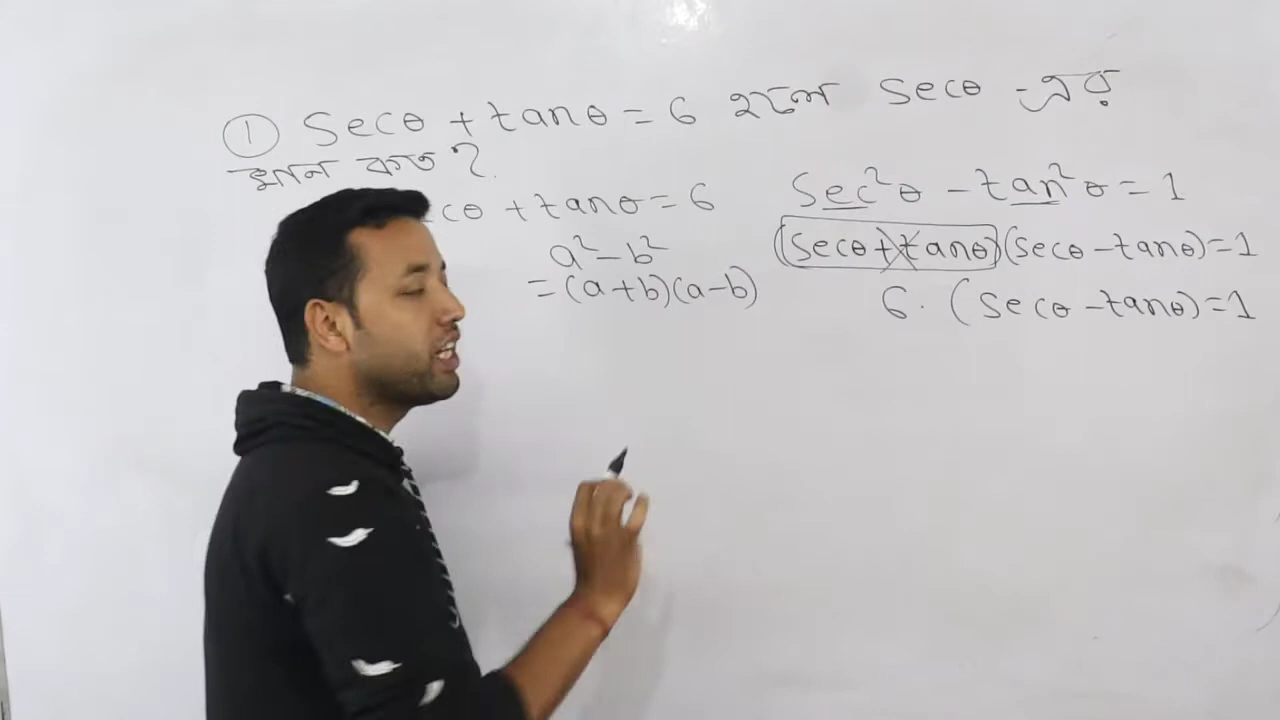 ① Secθ + tanθ = 6 হলে Secθ -এর
মান কত?
ecθ + tanθ = 6
a² - b²
= (a+b)(a-b)
Sec²θ - tan²θ = 1
(Secθ + tanθ)(Secθ - tanθ) = 1
6. (Secθ - tanθ) = 1